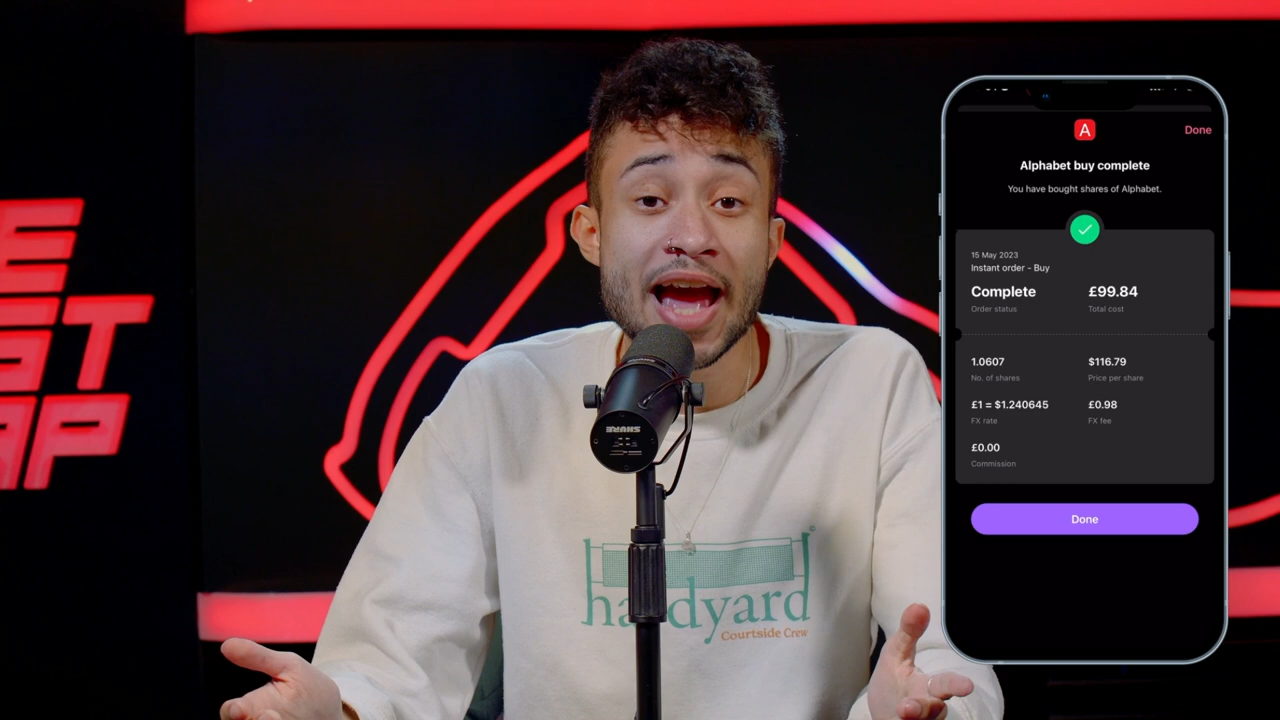 SHURE
hardyard
Courtside Crew
A
Done
Alphabet buy complete
You have bought shares of Alphabet.
15 May 2023
Instant order - Buy
Complete £99.84
Order status Total cost
1.0607 $116.79
No. of shares Price per share
£1 = $1.240645 £0.98
FX rate FX fee
£0.00
Commission
Done